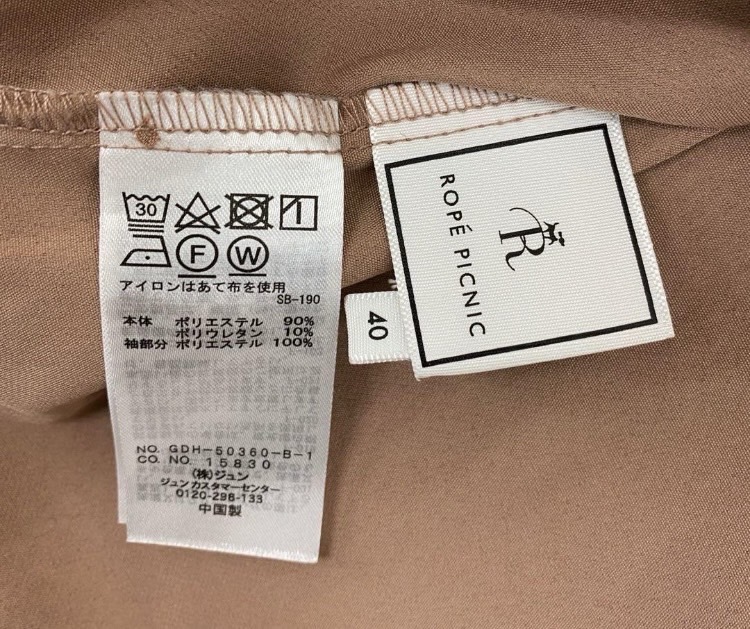 30
F W
アイロンはあて布を使用
SB-190
本体 ポリエステル 90%
ポリウレタン 10%
袖部分 ポリエステル 100%
NO. GDH-50360-B-1
CO. NO. 15830
(株)ジュン
ジュンカスタマーセンター
0120-298-133
中国製
40
R
ROPÉ PICNIC